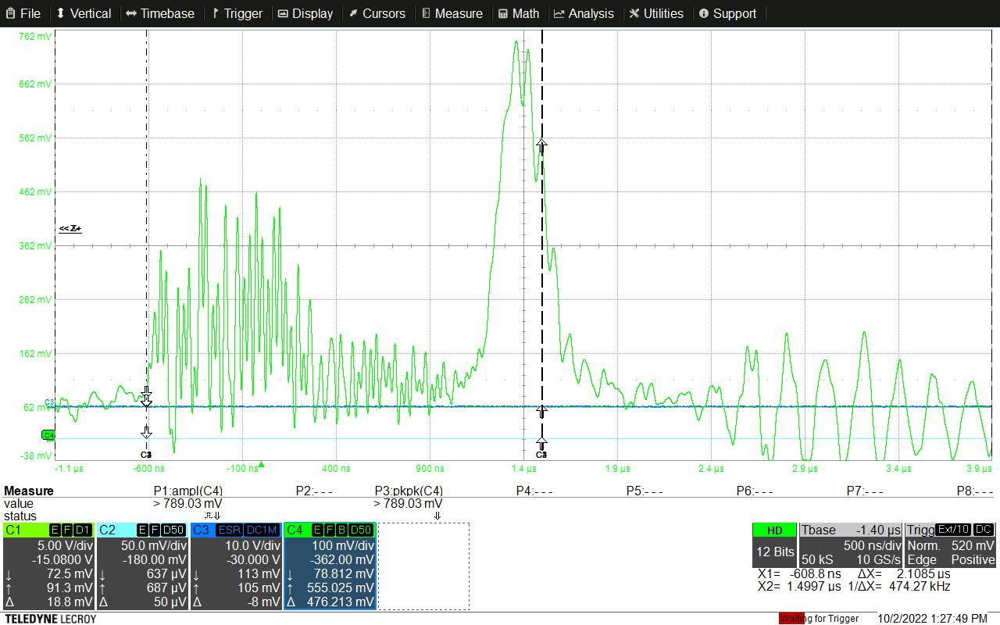 File Vertical Timebase Trigger Display Cursors Measure Math Analysis Utilities Support
762 mV
662 mV
562 mV
462 mV
<< X+
362 mV
262 mV
162 mV
C3
62 mV
C4
-38 mV
-1.1 µs -600 ns -100 ns 400 ns 900 ns 1.4 µs 1.9 µs 2.4 µs 2.9 µs 3.4 µs 3.9 µs
Measure P1:ampl(C4) P2:--- P3:pkpk(C4) P4:--- P5:--- P6:--- P7:--- P8:---
value > 789.03 mV > 789.03 mV
status
C1 E F D1 C2 E F D50 C3 ESR DC1M C4 E F B D50 HD Tbase -1.40 µs Trigg Ext/10 DC
5.00 V/div 50.0 mV/div 10.0 V/div 100 mV/div 12 Bits 500 ns/div Norm. 520 mV
-15.0800 V -180.00 mV -30.000 V -362.00 mV 50 kS 10 GS/s Edge Positive
↓ 72.5 mV ↓ 637 µV ↓ 113 mV ↓ 78.812 mV X1= -608.8 ns ΔX= 2.1085 µs
↑ 91.3 mV ↑ 687 µV ↑ 105 mV ↑ 555.025 mV X2= 1.4997 µs 1/ΔX= 474.27 kHz
Δ 18.8 mV Δ 50 µV Δ -8 mV Δ 476.213 mV
TELEDYNE LECROY Waiting for Trigger 10/2/2022 1:27:49 PM